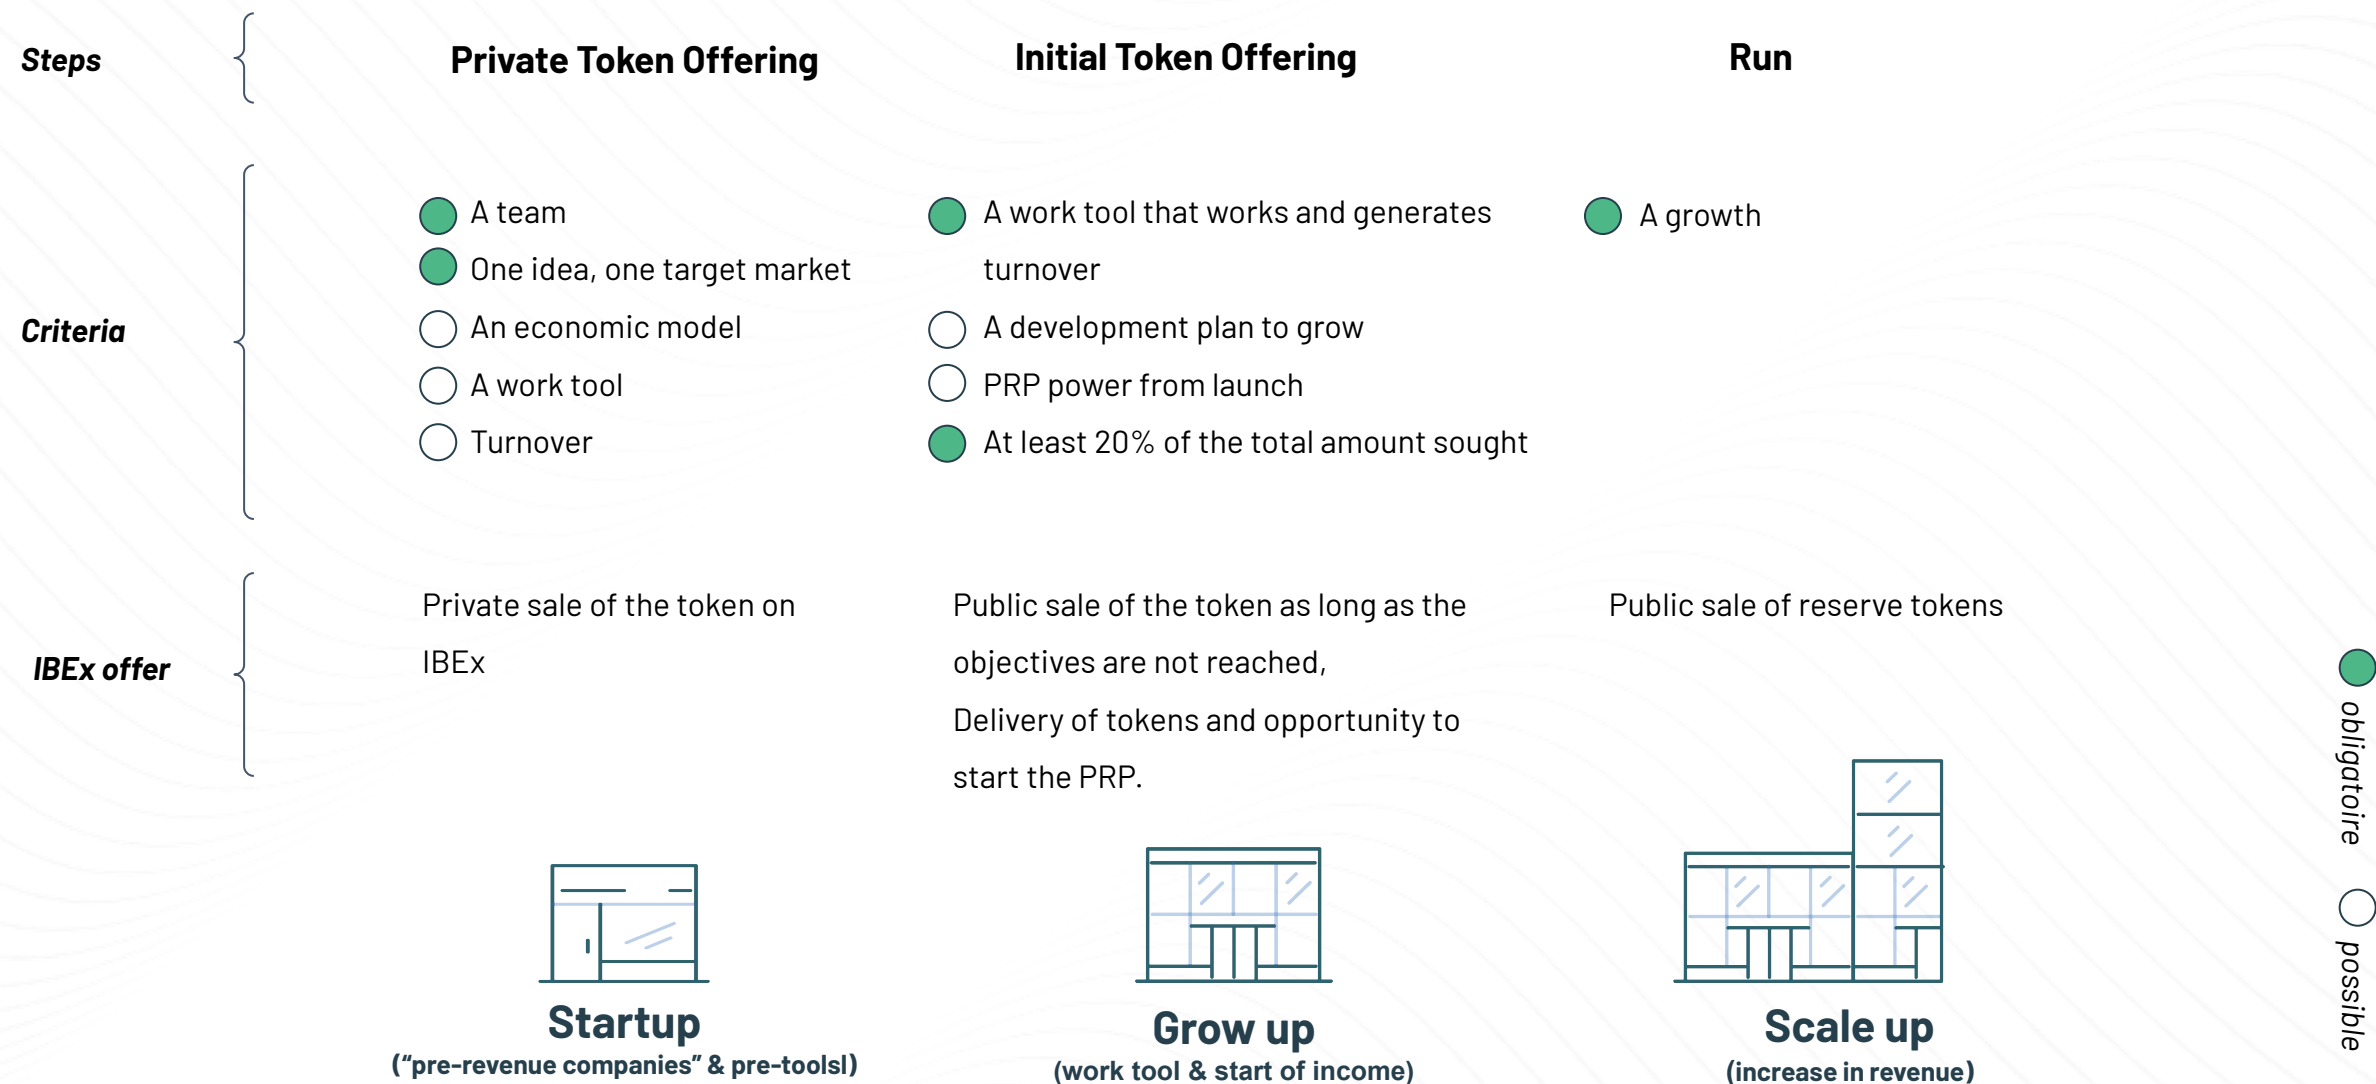 Steps
Private Token Offering
Initial Token Offering
Run
Criteria
A team
One idea, one target market
An economic model
A work tool
Turnover
A work tool that works and generates
turnover
A development plan to grow
PRP power from launch
At least 20% of the total amount sought
A growth
IBEx offer
Private sale of the token on
IBEx
Public sale of the token as long as the
objectives are not reached,
Delivery of tokens and opportunity to
start the PRP.
Public sale of reserve tokens
Startup
(“pre-revenue companies” & pre-toolsl)
Grow up
(work tool & start of income)
Scale up
(increase in revenue)
obligatoire
possible